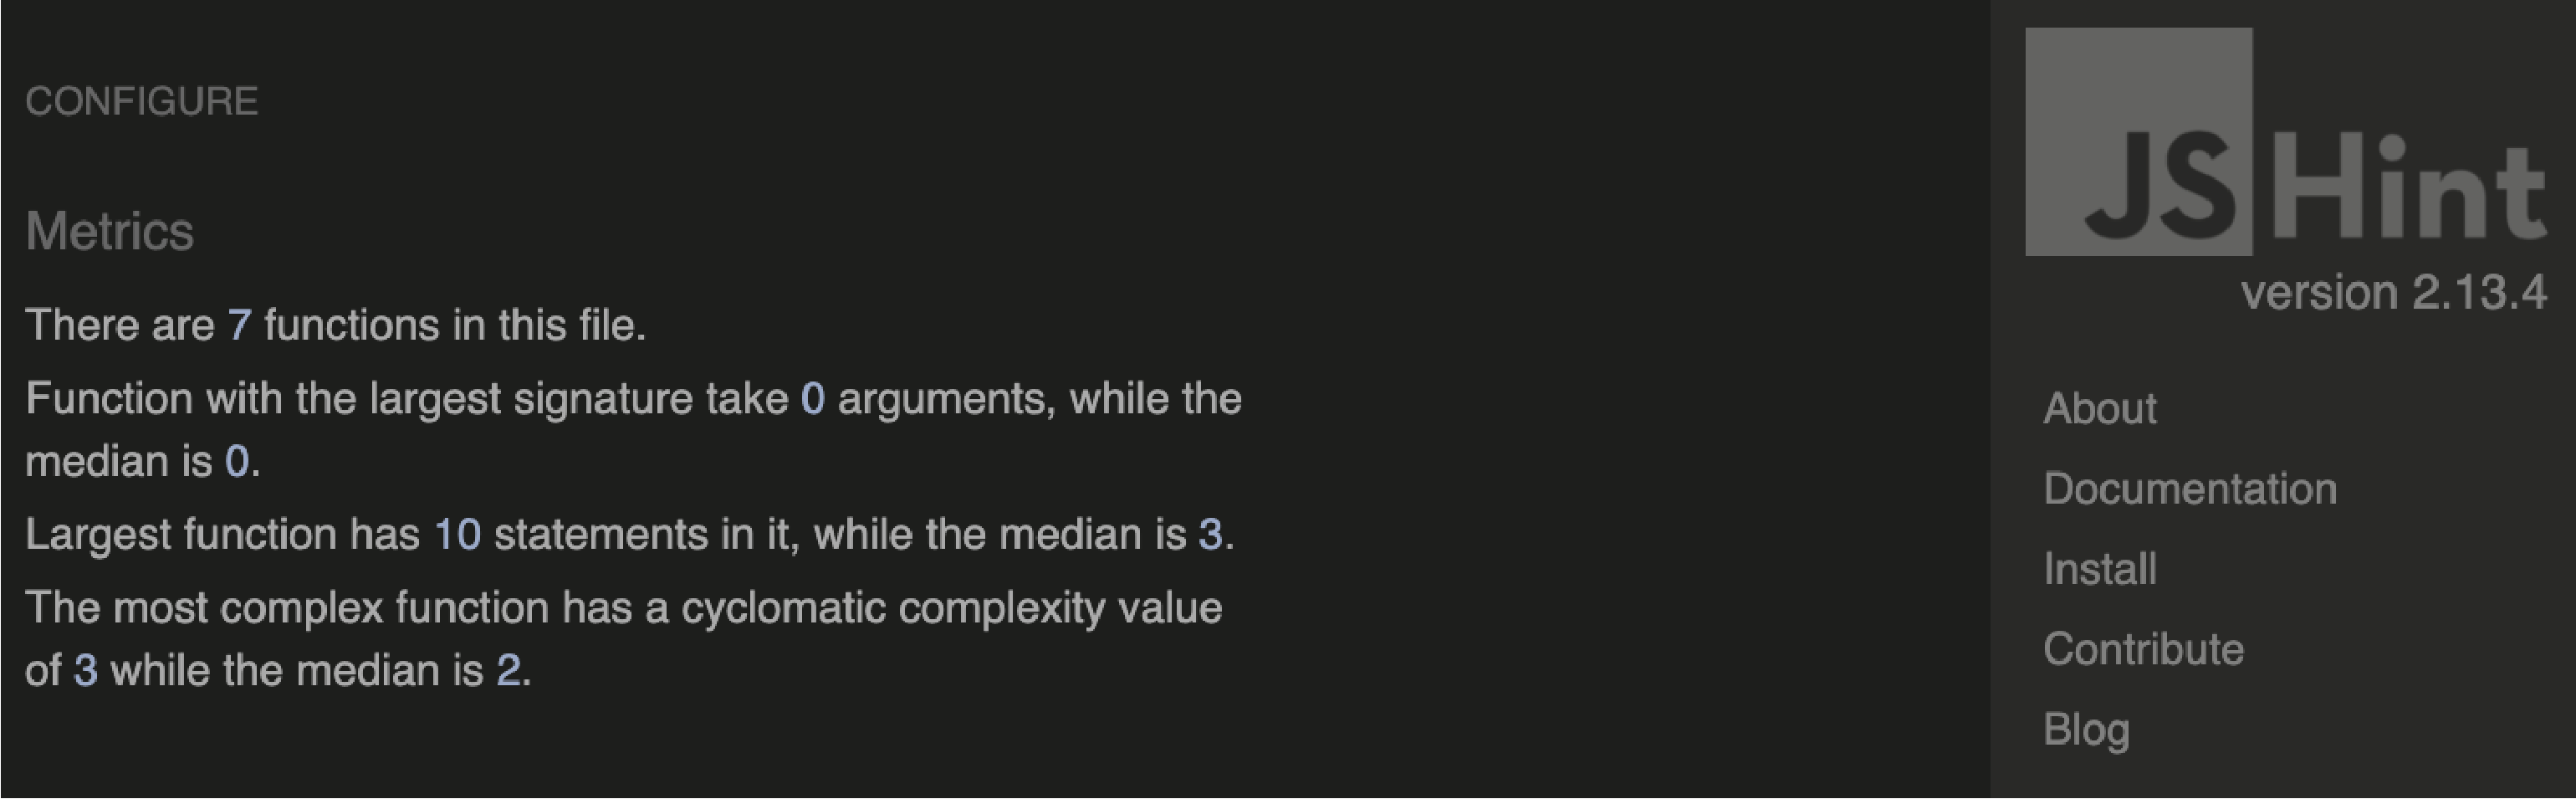 CONFIGURE
Metrics
There are 7 functions in this file.
Function with the largest signature take 0 arguments, while the
median is 0.
Largest function has 10 statements in it, while the median is 3.
The most complex function has a cyclomatic complexity value
of 3 while the median is 2.
JSHint
version 2.13.4
About
Documentation
Install
Contribute
Blog